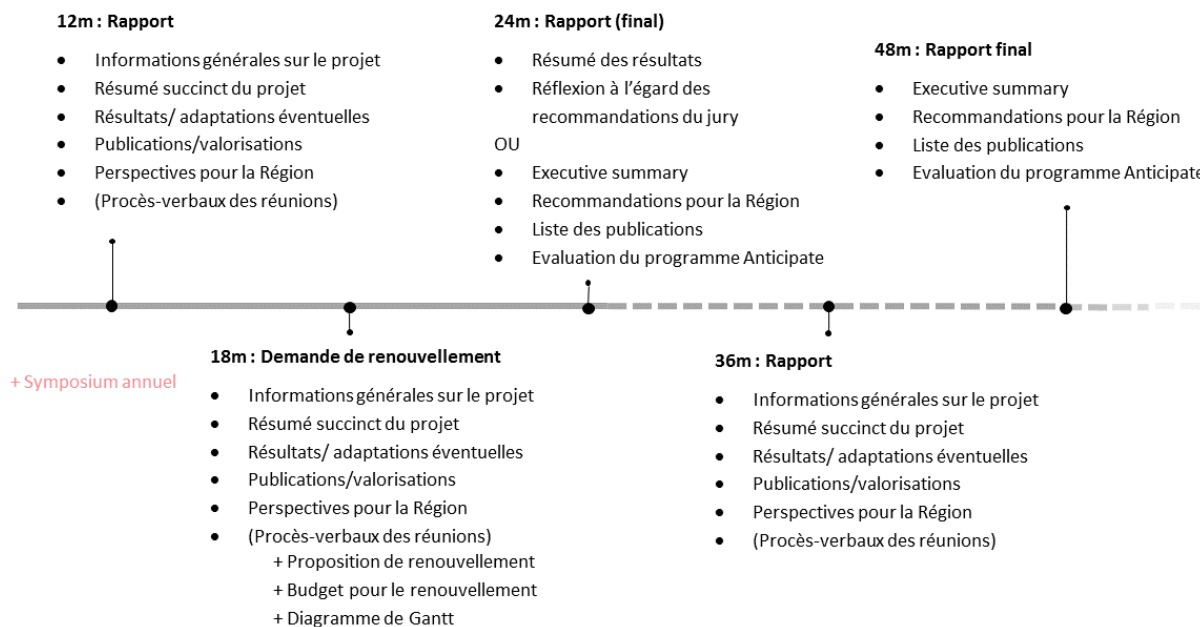 12m : Rapport
• Informations générales sur le projet
• Résumé succinct du projet
• Résultats/ adaptations éventuelles
• Publications/valorisations
• Perspectives pour la Région
• (Procès-verbaux des réunions)
24m : Rapport (final)
• Résumé des résultats
• Réflexion à l’égard des
recommandations du jury
OU
• Executive summary
• Recommandations pour la Région
• Liste des publications
• Evaluation du programme Anticipate
48m : Rapport final
• Executive summary
• Recommandations pour la Région
• Liste des publications
• Evaluation du programme Anticipate
+ Symposium annuel
18m : Demande de renouvellement
• Informations générales sur le projet
• Résumé succinct du projet
• Résultats/ adaptations éventuelles
• Publications/valorisations
• Perspectives pour la Région
• (Procès-verbaux des réunions)
+ Proposition de renouvellement
+ Budget pour le renouvellement
+ Diagramme de Gantt
36m : Rapport
• Informations générales sur le projet
• Résumé succinct du projet
• Résultats/ adaptations éventuelles
• Publications/valorisations
• Perspectives pour la Région
• (Procès-verbaux des réunions)